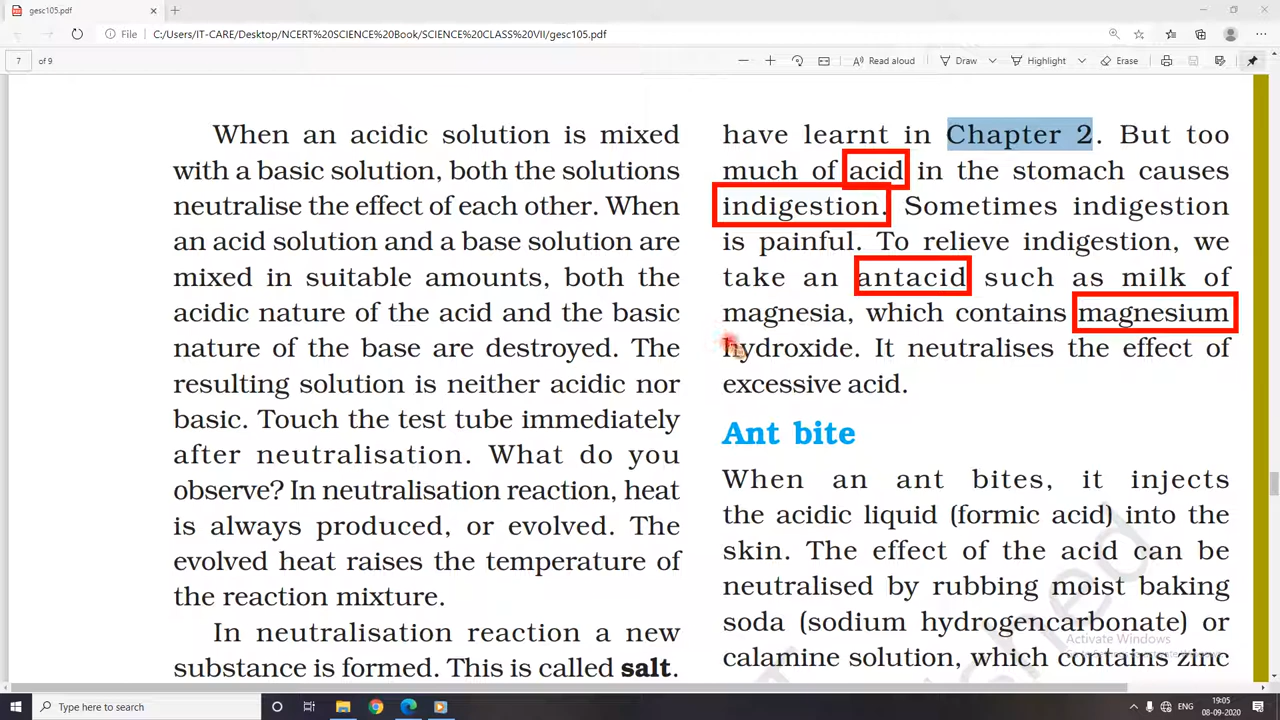 gesc105.pdf
File
C:/Users/IT-CARE/Desktop/NCERT%20SCIENCE%20Book/SCIENCE%20CLASS%20VII/gesc105.pdf
7 of 9
Read aloud
Draw
Highlight
Erase
When an acidic solution is mixed
with a basic solution, both the solutions
neutralise the effect of each other. When
an acid solution and a base solution are
mixed in suitable amounts, both the
acidic nature of the acid and the basic
nature of the base are destroyed. The
resulting solution is neither acidic nor
basic. Touch the test tube immediately
after neutralisation. What do you
observe? In neutralisation reaction, heat
is always produced, or evolved. The
evolved heat raises the temperature of
the reaction mixture.
In neutralisation reaction a new
substance is formed. This is called salt.
have learnt in Chapter 2. But too
much of acid in the stomach causes
indigestion. Sometimes indigestion
is painful. To relieve indigestion, we
take an antacid such as milk of
magnesia, which contains magnesium
hydroxide. It neutralises the effect of
excessive acid.
Ant bite
When an ant bites, it injects
the acidic liquid (formic acid) into the
skin. The effect of the acid can be
neutralised by rubbing moist baking
soda (sodium hydrogencarbonate) or
calamine solution, which contains zinc
Activate Windows
Type here to search
ENG
19:05
08-09-2020